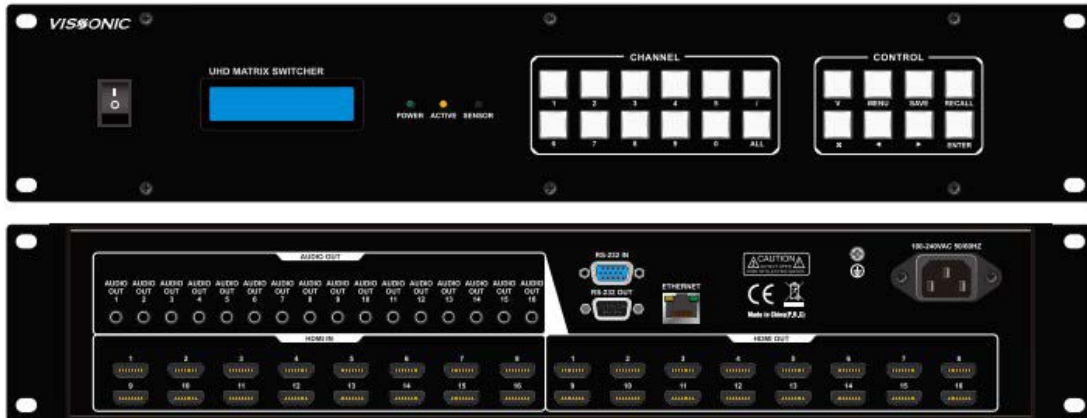 VISSONIC
UHD MATRIX SWITCHER
POWER ACTIVE SENSOR
CHANNEL
1 2 3 4 5 /
6 7 8 9 0 ALL
CONTROL
V MENU SAVE RECALL
X ◄ ► ENTER
AUDIO OUT
AUDIO OUT 1 AUDIO OUT 2 AUDIO OUT 3 AUDIO OUT 4 AUDIO OUT 5 AUDIO OUT 6 AUDIO OUT 7 AUDIO OUT 8 AUDIO OUT 9 AUDIO OUT 10 AUDIO OUT 11 AUDIO OUT 12 AUDIO OUT 13 AUDIO OUT 14 AUDIO OUT 15 AUDIO OUT 16
RS-232 IN
RS-232 OUT
ETHERNET
CAUTION
CE
Made in China(P.R.C)
100-240VAC 50/60HZ
HDMI IN
1 2 3 4 5 6 7 8
9 10 11 12 13 14 15 16
HDMI OUT
1 2 3 4 5 6 7 8
9 10 11 12 13 14 15 16